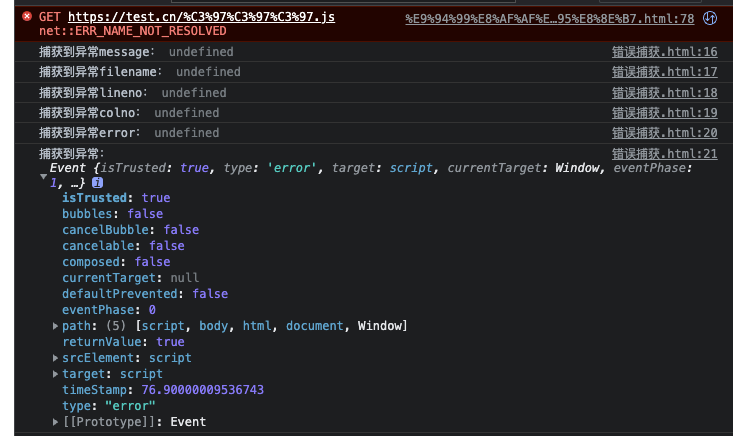 GET https://test.cn/%C3%97%C3%97%C3%97.js %E9%94%99%E8%AF%AF%E…95%E8%8E%B7.html:78
net::ERR_NAME_NOT_RESOLVED
捕获到异常message: undefined 错误捕获.html:16
捕获到异常filename: undefined 错误捕获.html:17
捕获到异常lineno: undefined 错误捕获.html:18
捕获到异常colno: undefined 错误捕获.html:19
捕获到异常error: undefined 错误捕获.html:20
捕获到异常: 错误捕获.html:21
Event {isTrusted: true, type: 'error', target: script, currentTarget: Window, eventPhase:
1, …} i
isTrusted: true
bubbles: false
cancelBubble: false
cancelable: false
composed: false
currentTarget: null
defaultPrevented: false
eventPhase: 0
path: (5) [script, body, html, document, Window]
returnValue: true
srcElement: script
target: script
timeStamp: 76.90000009536743
type: "error"
[[Prototype]]: Event